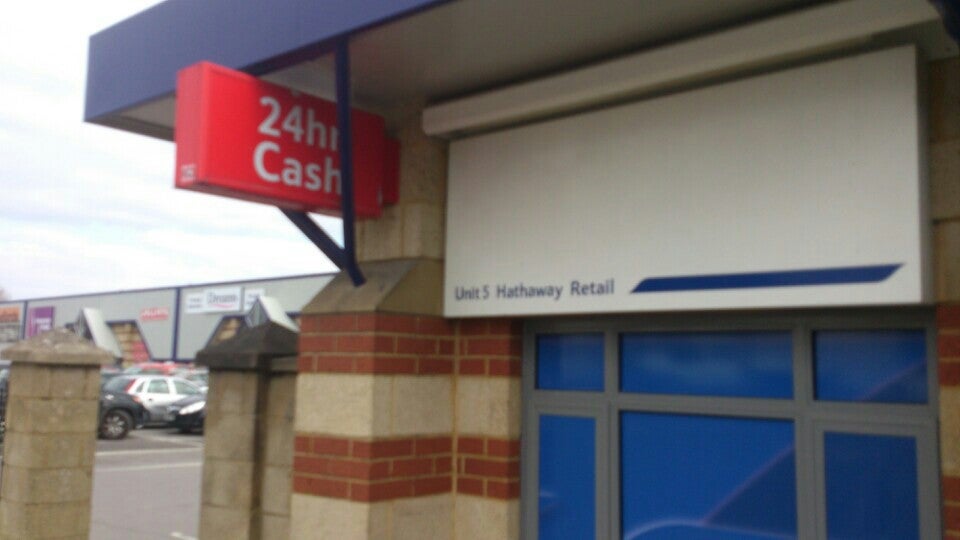 24hr
Cash
Unit 5 Hathaway Retail
Dreams